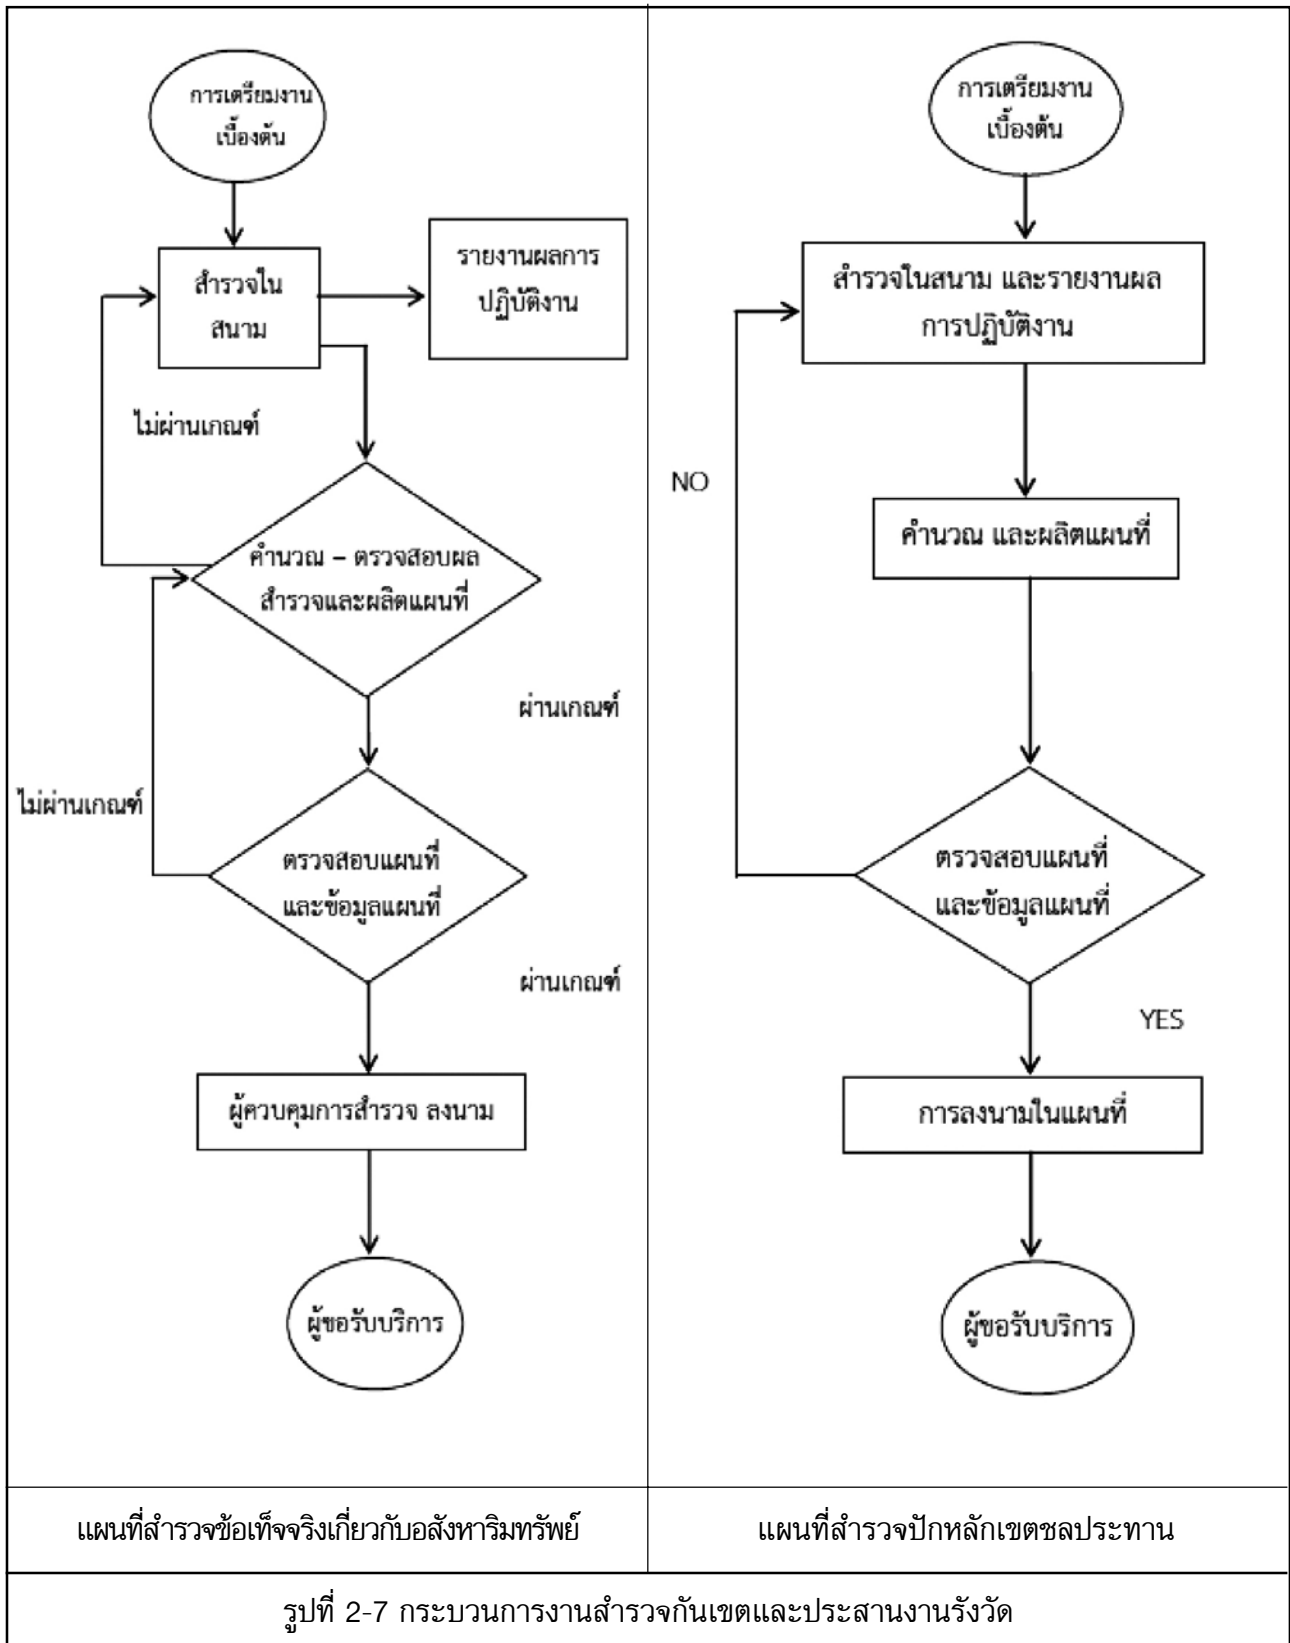 การเตรียมงาน
เบื้องต้น
สำรวจใน
สนาม
รายงานผลการ
ปฏิบัติงาน
ไม่ผ่านเกณฑ์
คำนวณ – ตรวจสอบผล
สำรวจและผลิตแผนที่
ผ่านเกณฑ์
ไม่ผ่านเกณฑ์
ตรวจสอบแผนที่
และข้อมูลแผนที่
ผ่านเกณฑ์
ผู้ควบคุมการสำรวจ ลงนาม
ผู้ขอรับบริการ
แผนที่สำรวจข้อเท็จจริงเกี่ยวกับอสังหาริมทรัพย์
การเตรียมงาน
เบื้องต้น
สำรวจในสนาม และรายงานผล
การปฏิบัติงาน
NO
คำนวณ และผลิตแผนที่
ตรวจสอบแผนที่
และข้อมูลแผนที่
YES
การลงนามในแผนที่
ผู้ขอรับบริการ
แผนที่สำรวจปักหลักเขตชลประทาน
รูปที่ 2-7 กระบวนการงานสำรวจกันเขตและประสานงานรังวัด